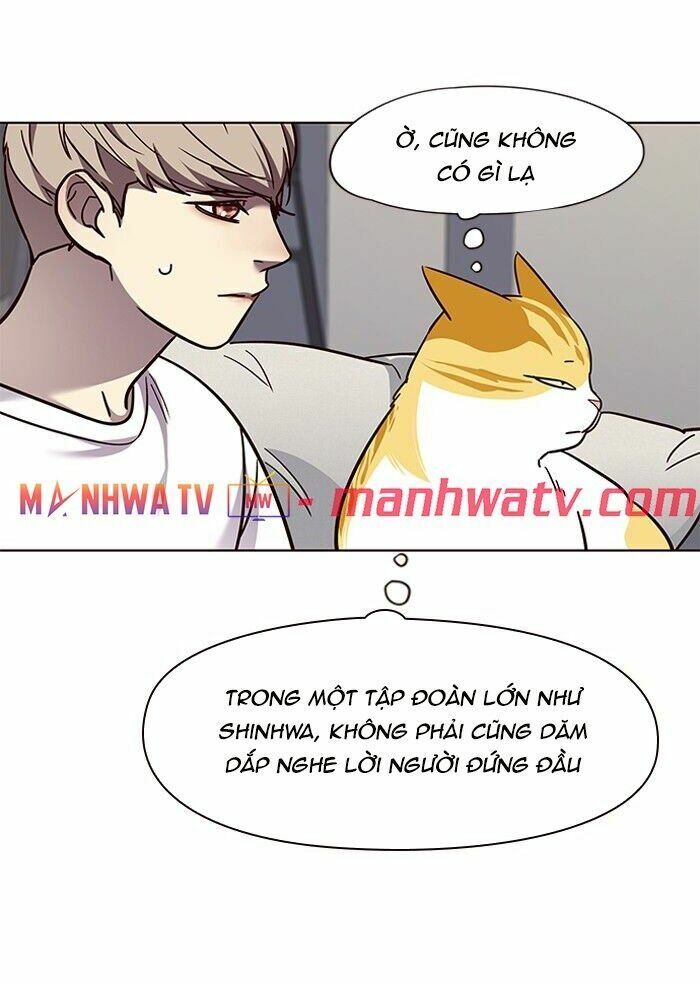 Ờ, CŨNG KHÔNG
CÓ GÌ LẠ
MANHWA TV MW - manhwatv.com
TRONG MỘT TẬP ĐOÀN LỚN NHƯ
SHINHWA, KHÔNG PHẢI CŨNG DĂM
DẮP NGHE LỜI NGƯỜI ĐỨNG ĐẦU